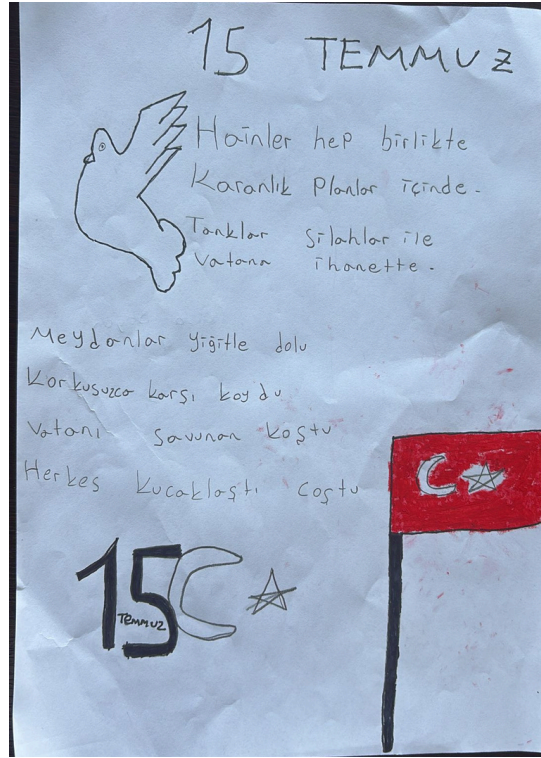 15 TEMMUZ
Hainler hep birlikte
Karanlık Planlar içinde.
Tanklar Silahlar ile
Vatana ihanette.
Meydanlar yiğitle dolu
Korkusuzca karşı koydu
Vatanı savunan koştu
Herkes kucaklaştı coştu
15
TEMMUZ